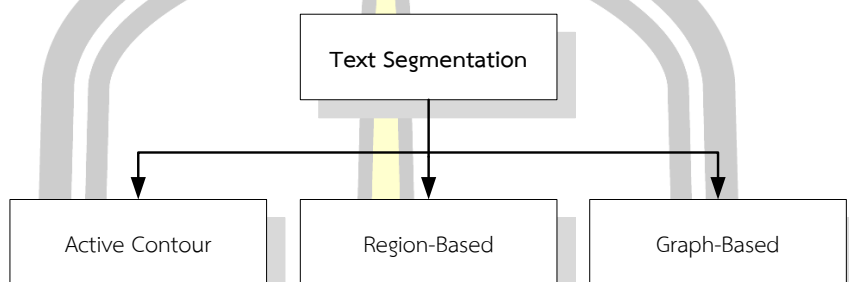 Text Segmentation
Active Contour
Region-Based
Graph-Based